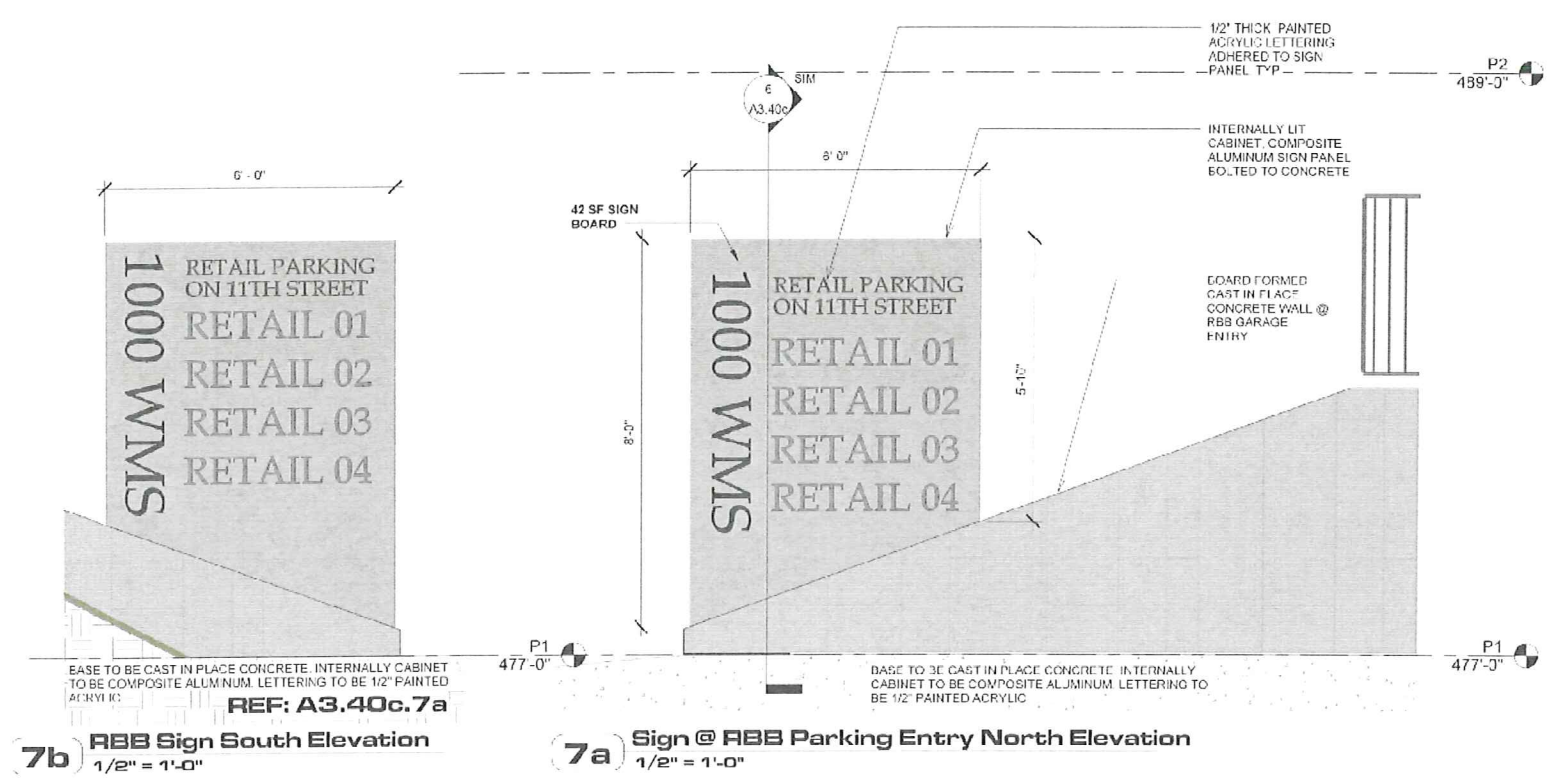 1/2" THICK PAINTED
ACRYLIC LETTERING
ADHERED TO SIGN
PANEL TYP
P2
489'-0"
6
A3.40c
SIM
INTERNALLY LIT
CABINET, COMPOSITE
ALUMINUM SIGN PANEL
BOLTED TO CONCRETE
6' - 0"
6' 0"
42 SF SIGN
BOARD
1000 WMS
RETAIL PARKING
ON 11TH STREET
RETAIL 01
RETAIL 02
RETAIL 03
RETAIL 04
1000 WMS
RETAIL PARKING
ON 11TH STREET
RETAIL 01
RETAIL 02
RETAIL 03
RETAIL 04
8'-0"
5'-10"
BOARD FORMED
CAST IN PLACE
CONCRETE WALL @
RBB GARAGE
ENTRY
P1
477'-0"
P1
477'-0"
BASE TO BE CAST IN PLACE CONCRETE. INTERNALLY CABINET
TO BE COMPOSITE ALUMINUM. LETTERING TO BE 1/2" PAINTED
ACRYLIC
REF: A3.40c.7a
7b
RBB Sign South Elevation
1/2" = 1'-0"
BASE TO BE CAST IN PLACE CONCRETE INTERNALLY
CABINET TO BE COMPOSITE ALUMINUM. LETTERING TO
BE 1/2" PAINTED ACRYLIC
7a
Sign @ RBB Parking Entry North Elevation
1/2" = 1'-0"